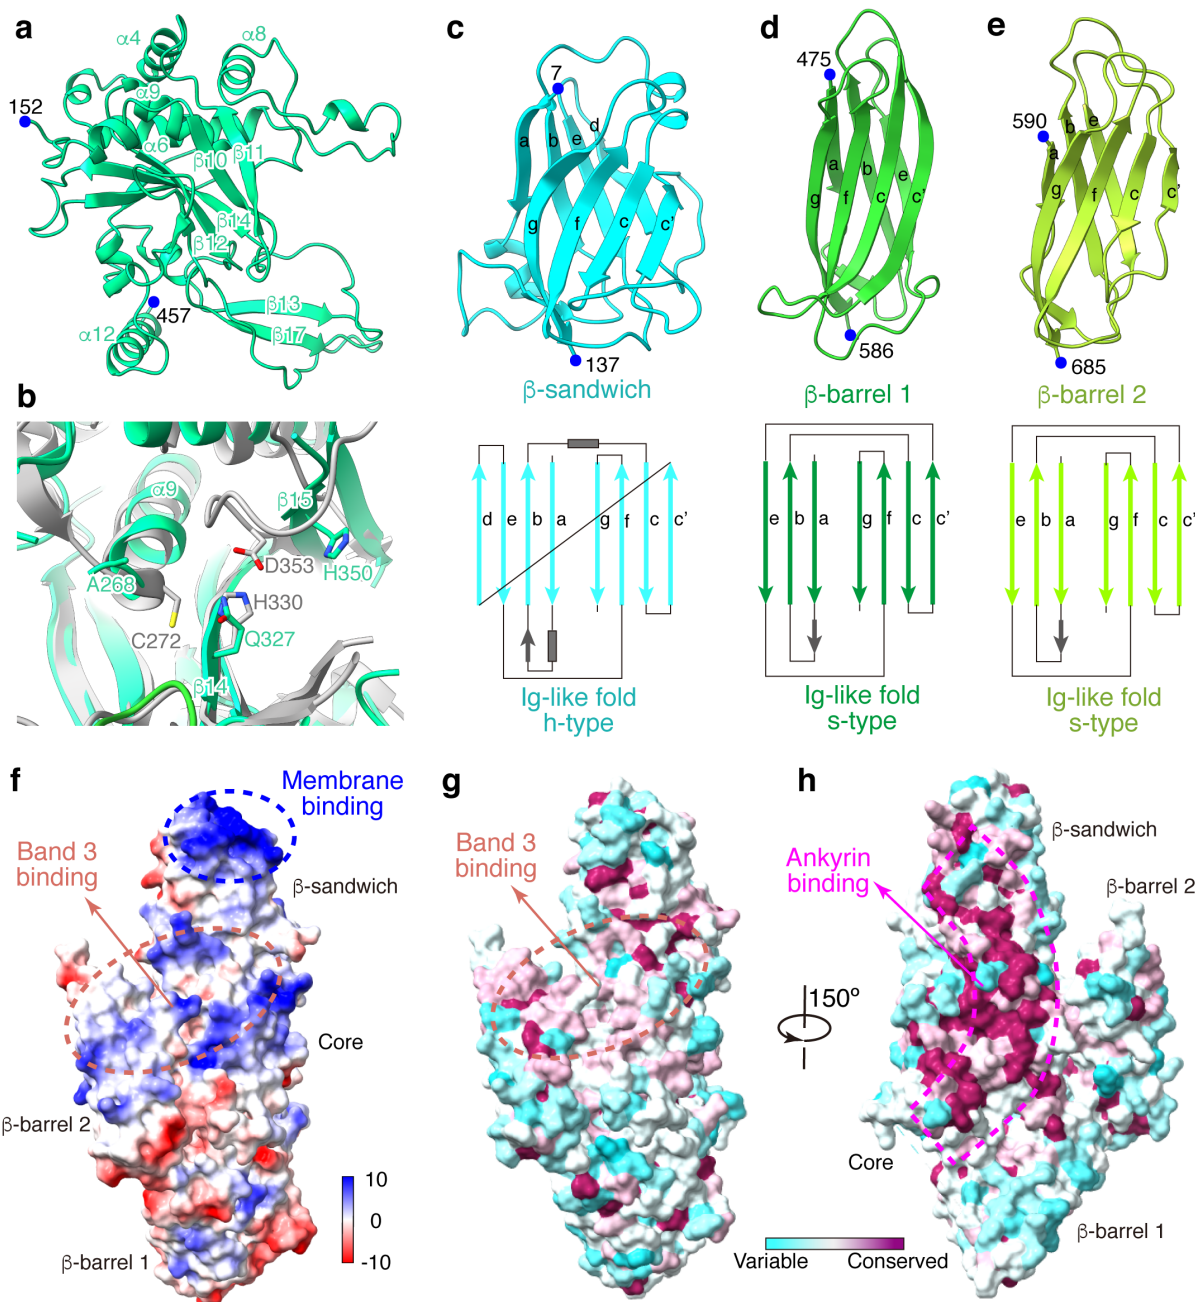 a
α4
α8
α9
152
α6
β10
β11
β14
β12
β13
457
α12
β17
c
7
a
b
e
d
g
f
c
c'
137
β-sandwich
d
475
a
b
e
g
f
c
c'
586
β-barrel 1
e
590
b
e
a
g
f
c
c'
685
β-barrel 2
b
α9
β15
D353
H350
A268
H330
C272
Q327
β14
d e b a g f c c'
Ig-like fold
h-type
e b a g f c c'
Ig-like fold
s-type
e b a g f c c'
Ig-like fold
s-type
f
Membrane
binding
Band 3
binding
β-sandwich
Core
β-barrel 2
β-barrel 1
10
0
-10
g
Band 3
binding
150º
Variable
Conserved
h
β-sandwich
Ankyrin
binding
β-barrel 2
Core
β-barrel 1